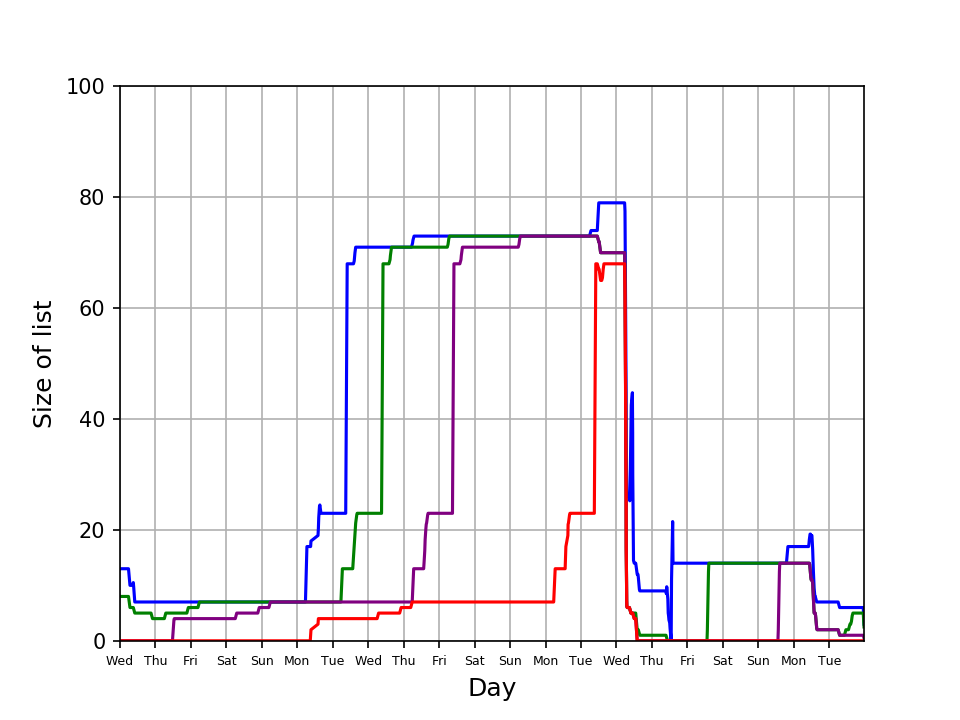 100
80
60
40
20
0
Size of list
Wed Thu Fri Sat Sun Mon Tue Wed Thu Fri Sat Sun Mon Tue Wed Thu Fri Sat Sun Mon Tue
Day